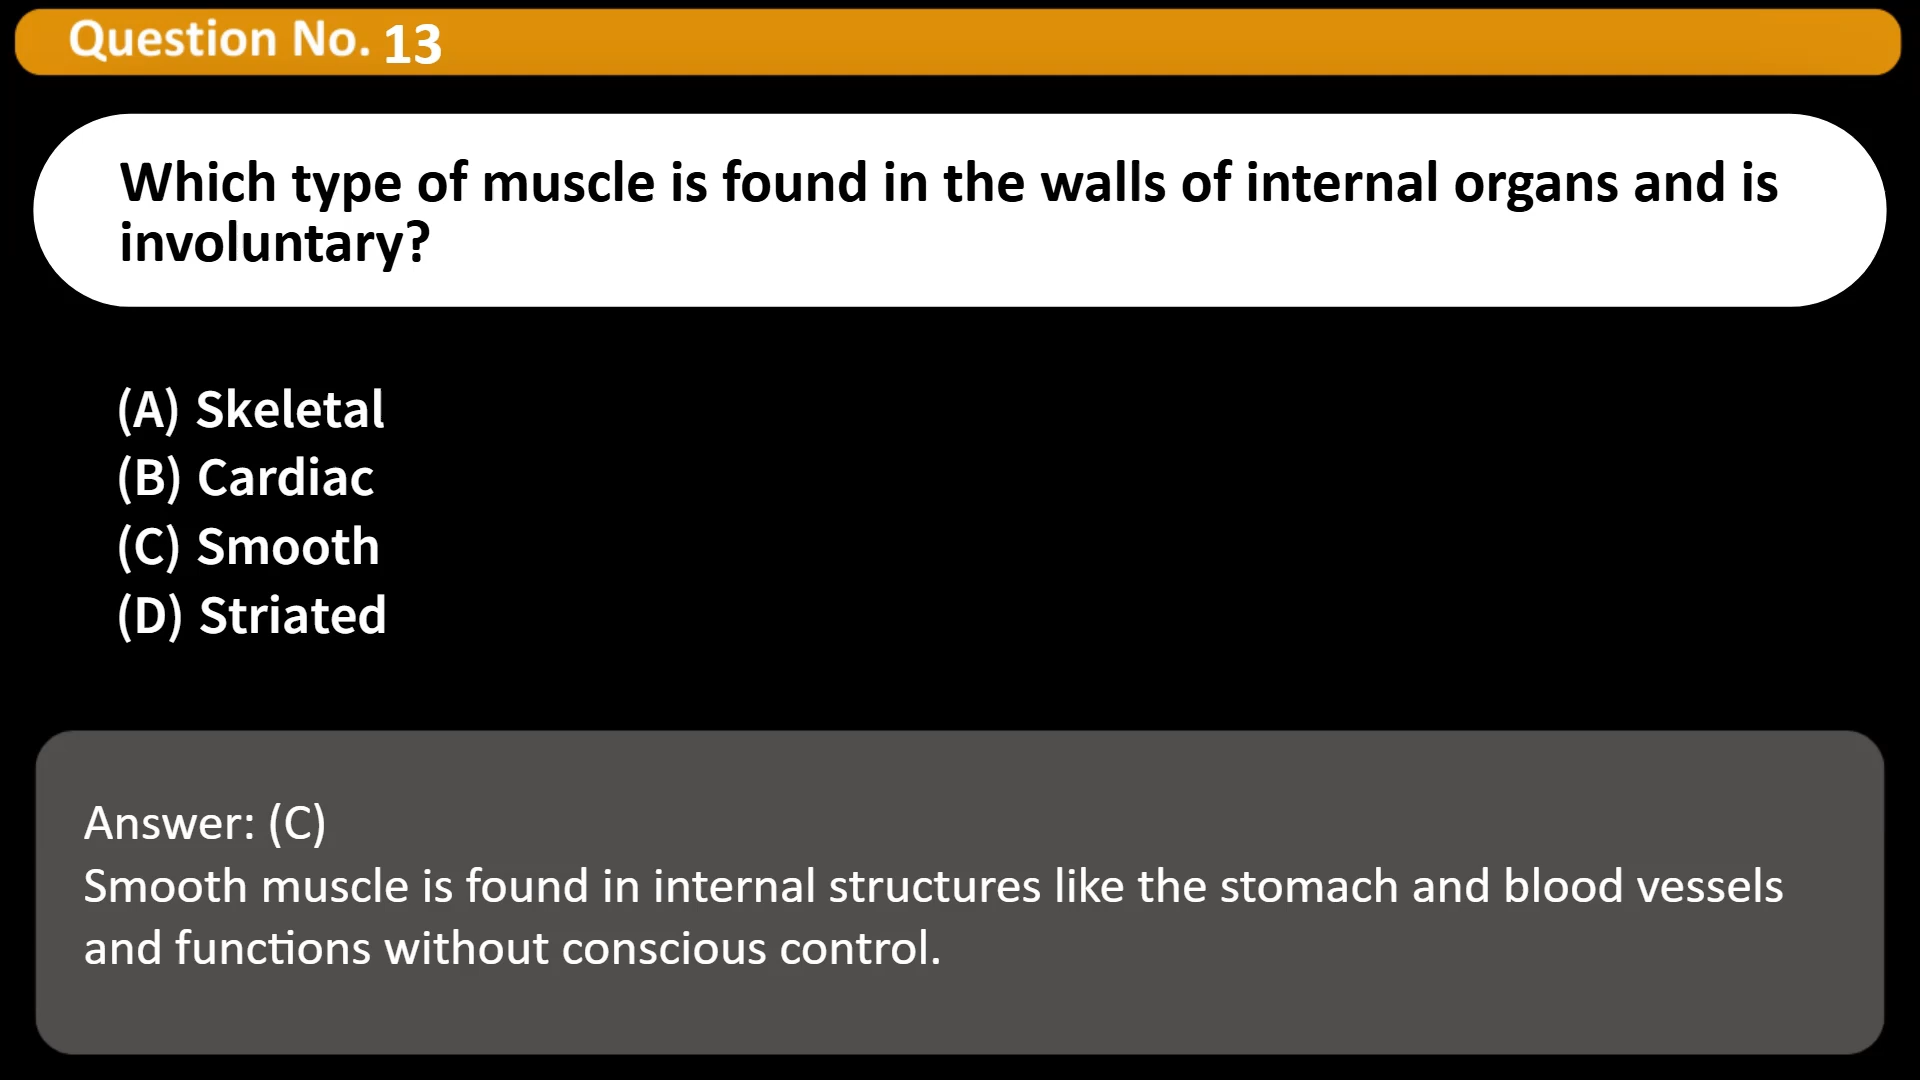 Question No. 13
Which type of muscle is found in the walls of internal organs and is
involuntary?
(A) Skeletal
(B) Cardiac
(C) Smooth
(D) Striated
Answer: (C)
Smooth muscle is found in internal structures like the stomach and blood vessels
and functions without conscious control.